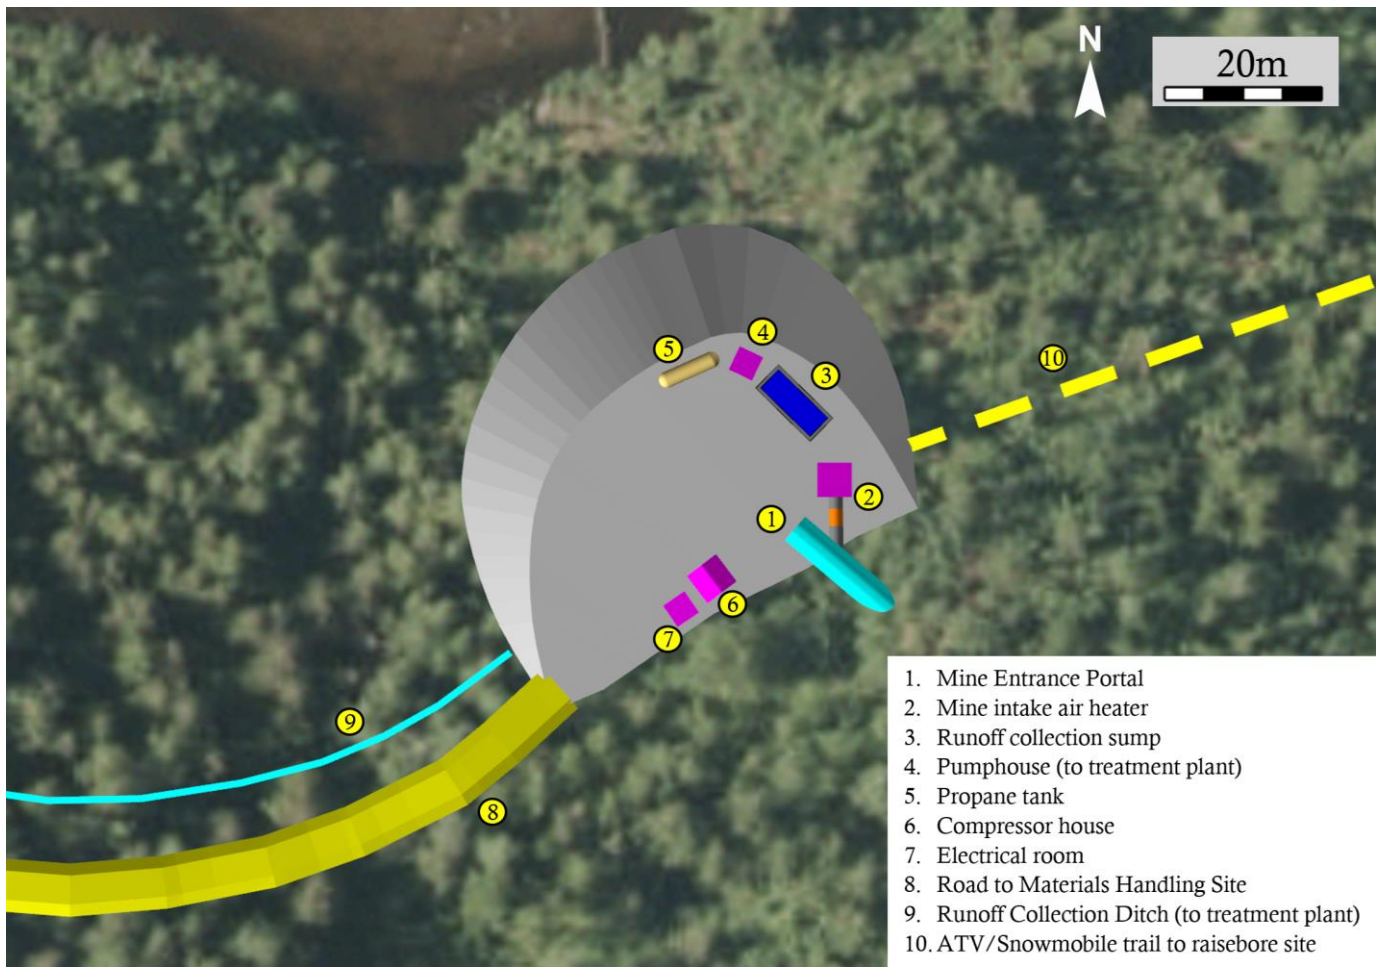 N
20m
4
5
3
10
2
1
6
7
9
8
1. Mine Entrance Portal
2. Mine intake air heater
3. Runoff collection sump
4. Pumphouse (to treatment plant)
5. Propane tank
6. Compressor house
7. Electrical room
8. Road to Materials Handling Site
9. Runoff Collection Ditch (to treatment plant)
10. ATV/Snowmobile trail to raisebore site